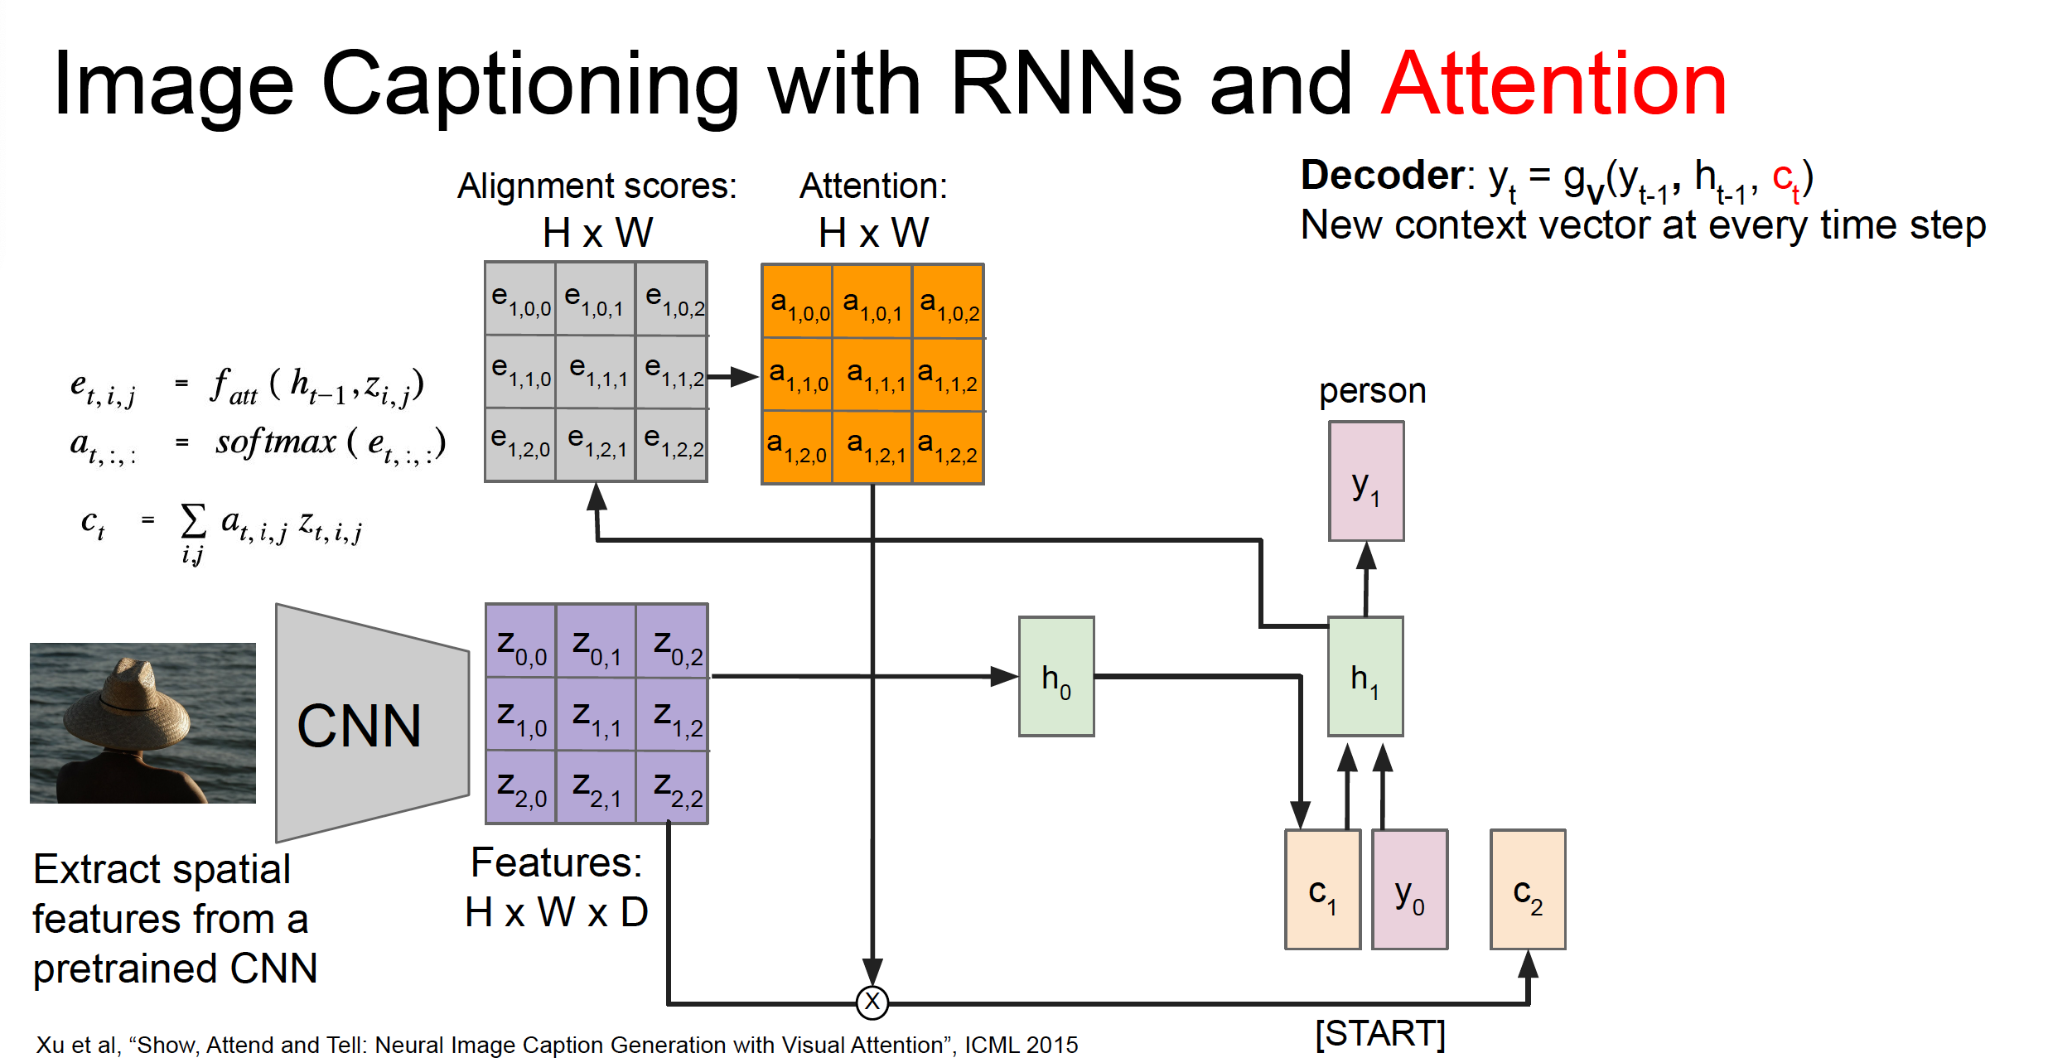 Image Captioning with RNNs and Attention
Alignment scores:
H x W
Attention:
H x W
Decoder: y_t = g_V(y_t-1, h_t-1, c_t)
New context vector at every time step
e_1,0,0 e_1,0,1 e_1,0,2
e_1,1,0 e_1,1,1 e_1,1,2
e_1,2,0 e_1,2,1 e_1,2,2
a_1,0,0 a_1,0,1 a_1,0,2
a_1,1,0 a_1,1,1 a_1,1,2
a_1,2,0 a_1,2,1 a_1,2,2
e_t,i,j = f_att ( h_t−1, z_i,j )
a_t,:,: = softmax ( e_t,:,: )
c_t = ∑_i,j a_t,i,j z_t,i,j
person
y_1
CNN
z_0,0 z_0,1 z_0,2
z_1,0 z_1,1 z_1,2
z_2,0 z_2,1 z_2,2
h_0
h_1
Extract spatial
features from a
pretrained CNN
Features:
H x W x D
c_1
y_0
c_2
X
[START]
Xu et al, “Show, Attend and Tell: Neural Image Caption Generation with Visual Attention”, ICML 2015